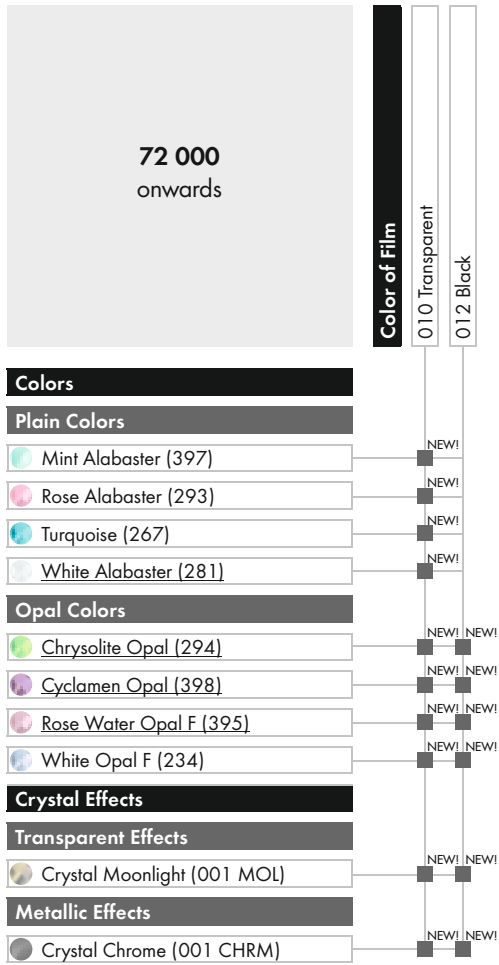 72 000
onwards
Color of Film
010 Transparent
012 Black
Colors
Plain Colors
Mint Alabaster (397) NEW!
Rose Alabaster (293) NEW!
Turquoise (267) NEW!
White Alabaster (281) NEW!
Opal Colors
Chrysolite Opal (294) NEW! NEW!
Cyclamen Opal (398) NEW! NEW!
Rose Water Opal F (395) NEW! NEW!
White Opal F (234) NEW! NEW!
Crystal Effects
Transparent Effects
Crystal Moonlight (001 MOL) NEW! NEW!
Metallic Effects
Crystal Chrome (001 CHRM) NEW! NEW!